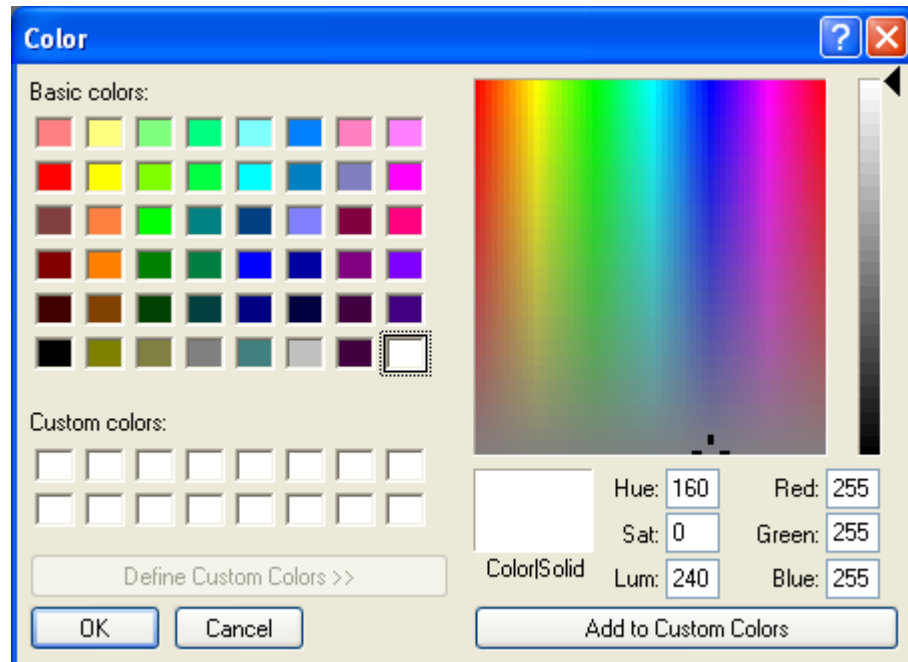 Color
Basic colors:
Custom colors:
Define Custom Colors >>
OK Cancel
Color|Solid
Hue: 160 Red: 255
Sat: 0 Green: 255
Lum: 240 Blue: 255
Add to Custom Colors